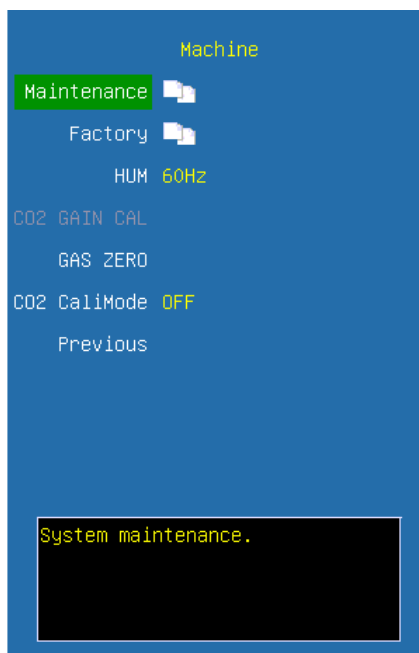 Machine
Maintenance
Factory
HUM 60Hz
CO2 GAIN CAL
GAS ZERO
CO2 CaliMode OFF
Previous
System maintenance.